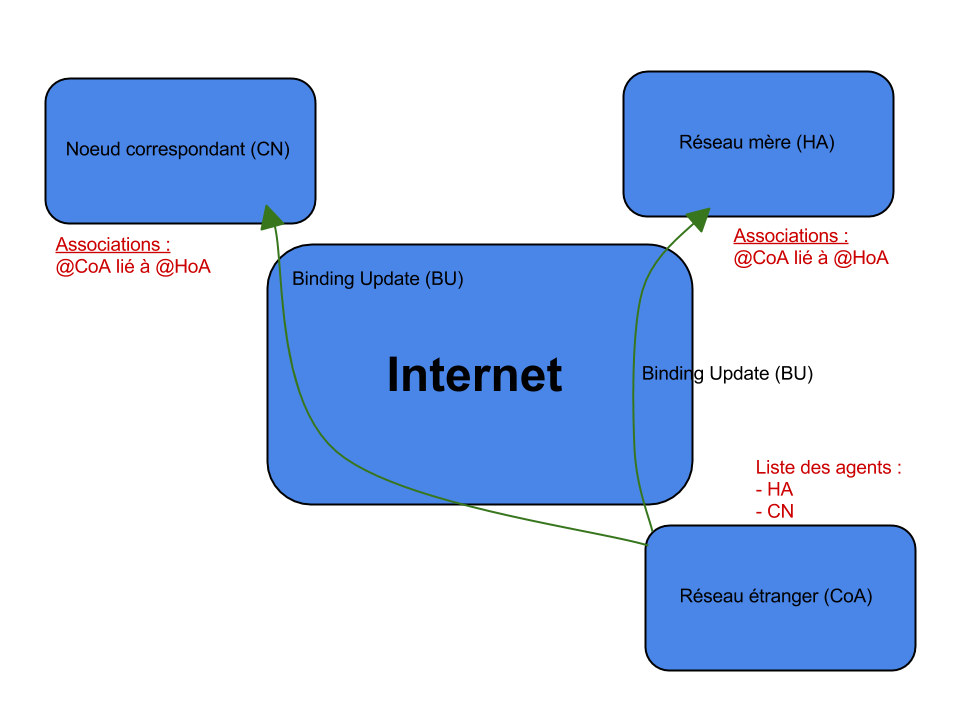 Noeud correspondant (CN)
Réseau mère (HA)
Associations :
@CoA lié à @HoA
Associations :
@CoA lié à @HoA
Binding Update (BU)
Internet
Binding Update (BU)
Liste des agents :
- HA
- CN
Réseau étranger (CoA)